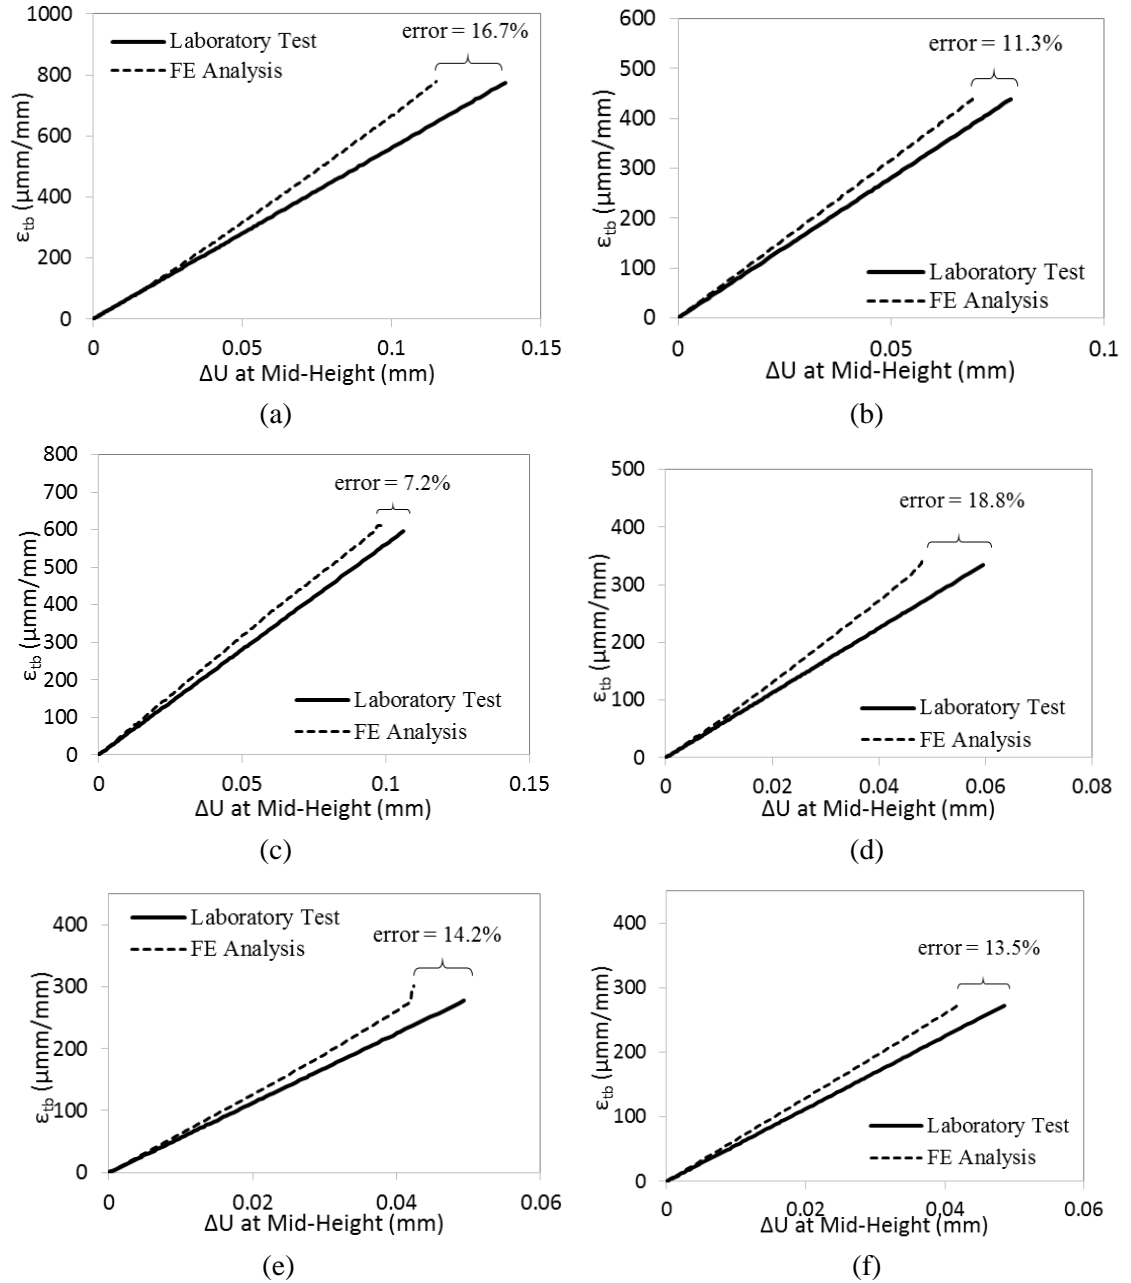 1000
800
600
400
200
0
0
0.05
0.1
0.15
Laboratory Test
FE Analysis
error = 16.7%
εtb (μmm/mm)
ΔU at Mid-Height (mm)
(a)
600
500
400
300
200
100
0
0
0.05
0.1
error = 11.3%
Laboratory Test
FE Analysis
εtb (μmm/mm)
ΔU at Mid-Height (mm)
(b)
800
700
600
500
400
300
200
100
0
0
0.05
0.1
0.15
error = 7.2%
Laboratory Test
FE Analysis
εtb (μmm/mm)
ΔU at Mid-Height (mm)
(c)
500
400
300
200
100
0
0
0.02
0.04
0.06
0.08
error = 18.8%
Laboratory Test
FE Analysis
εtb (μmm/mm)
ΔU at Mid-Height (mm)
(d)
400
300
200
100
0
0
0.02
0.04
0.06
Laboratory Test
FE Analysis
error = 14.2%
εtb (μmm/mm)
ΔU at Mid-Height (mm)
(e)
400
300
200
100
0
0
0.02
0.04
0.06
error = 13.5%
Laboratory Test
FE Analysis
εtb (μmm/mm)
ΔU at Mid-Height (mm)
(f)